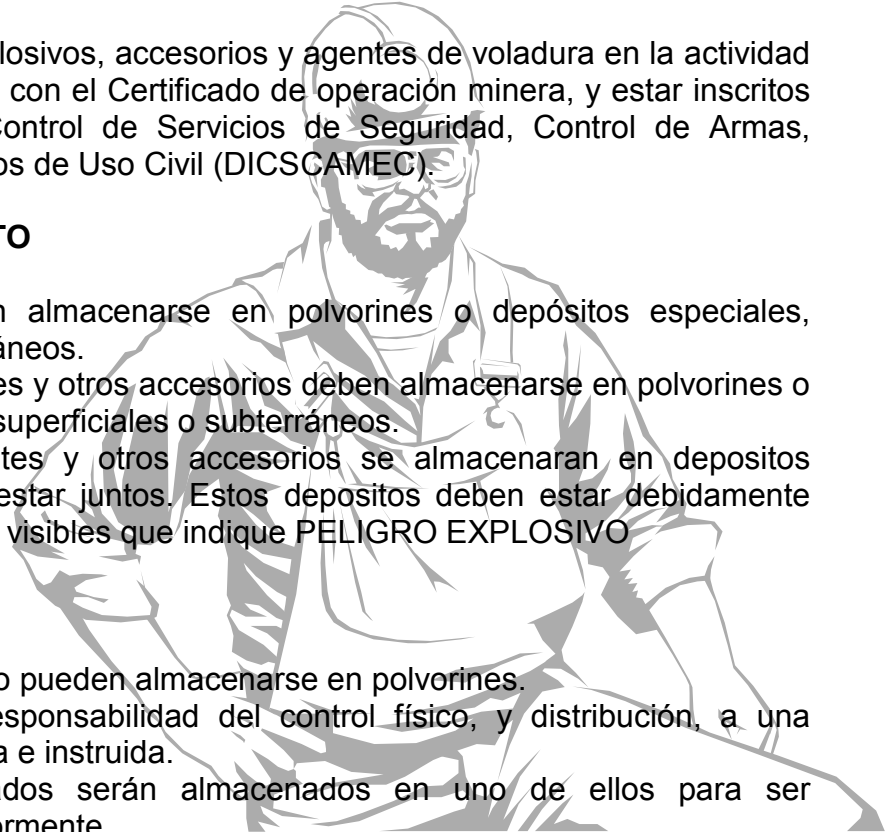 losivos, accesorios y agentes de voladura en la actividad
con el Certificado de operación minera, y estar inscritos
Control de Servicios de Seguridad, Control de Armas,
os de Uso Civil (DICSCAMEC).
TO
n almacenarse en polvorines o depósitos especiales,
áneos.
es y otros accesorios deben almacenarse en polvorines o
superficiales o subterráneos.
tes y otros accesorios se almacenaran en depositos
estar juntos. Estos depositos deben estar debidamente
visibles que indique PELIGRO EXPLOSIVO
o pueden almacenarse en polvorines.
esponsabilidad del control físico, y distribución, a una
a e instruida.
ados serán almacenados en uno de ellos para ser
ormente